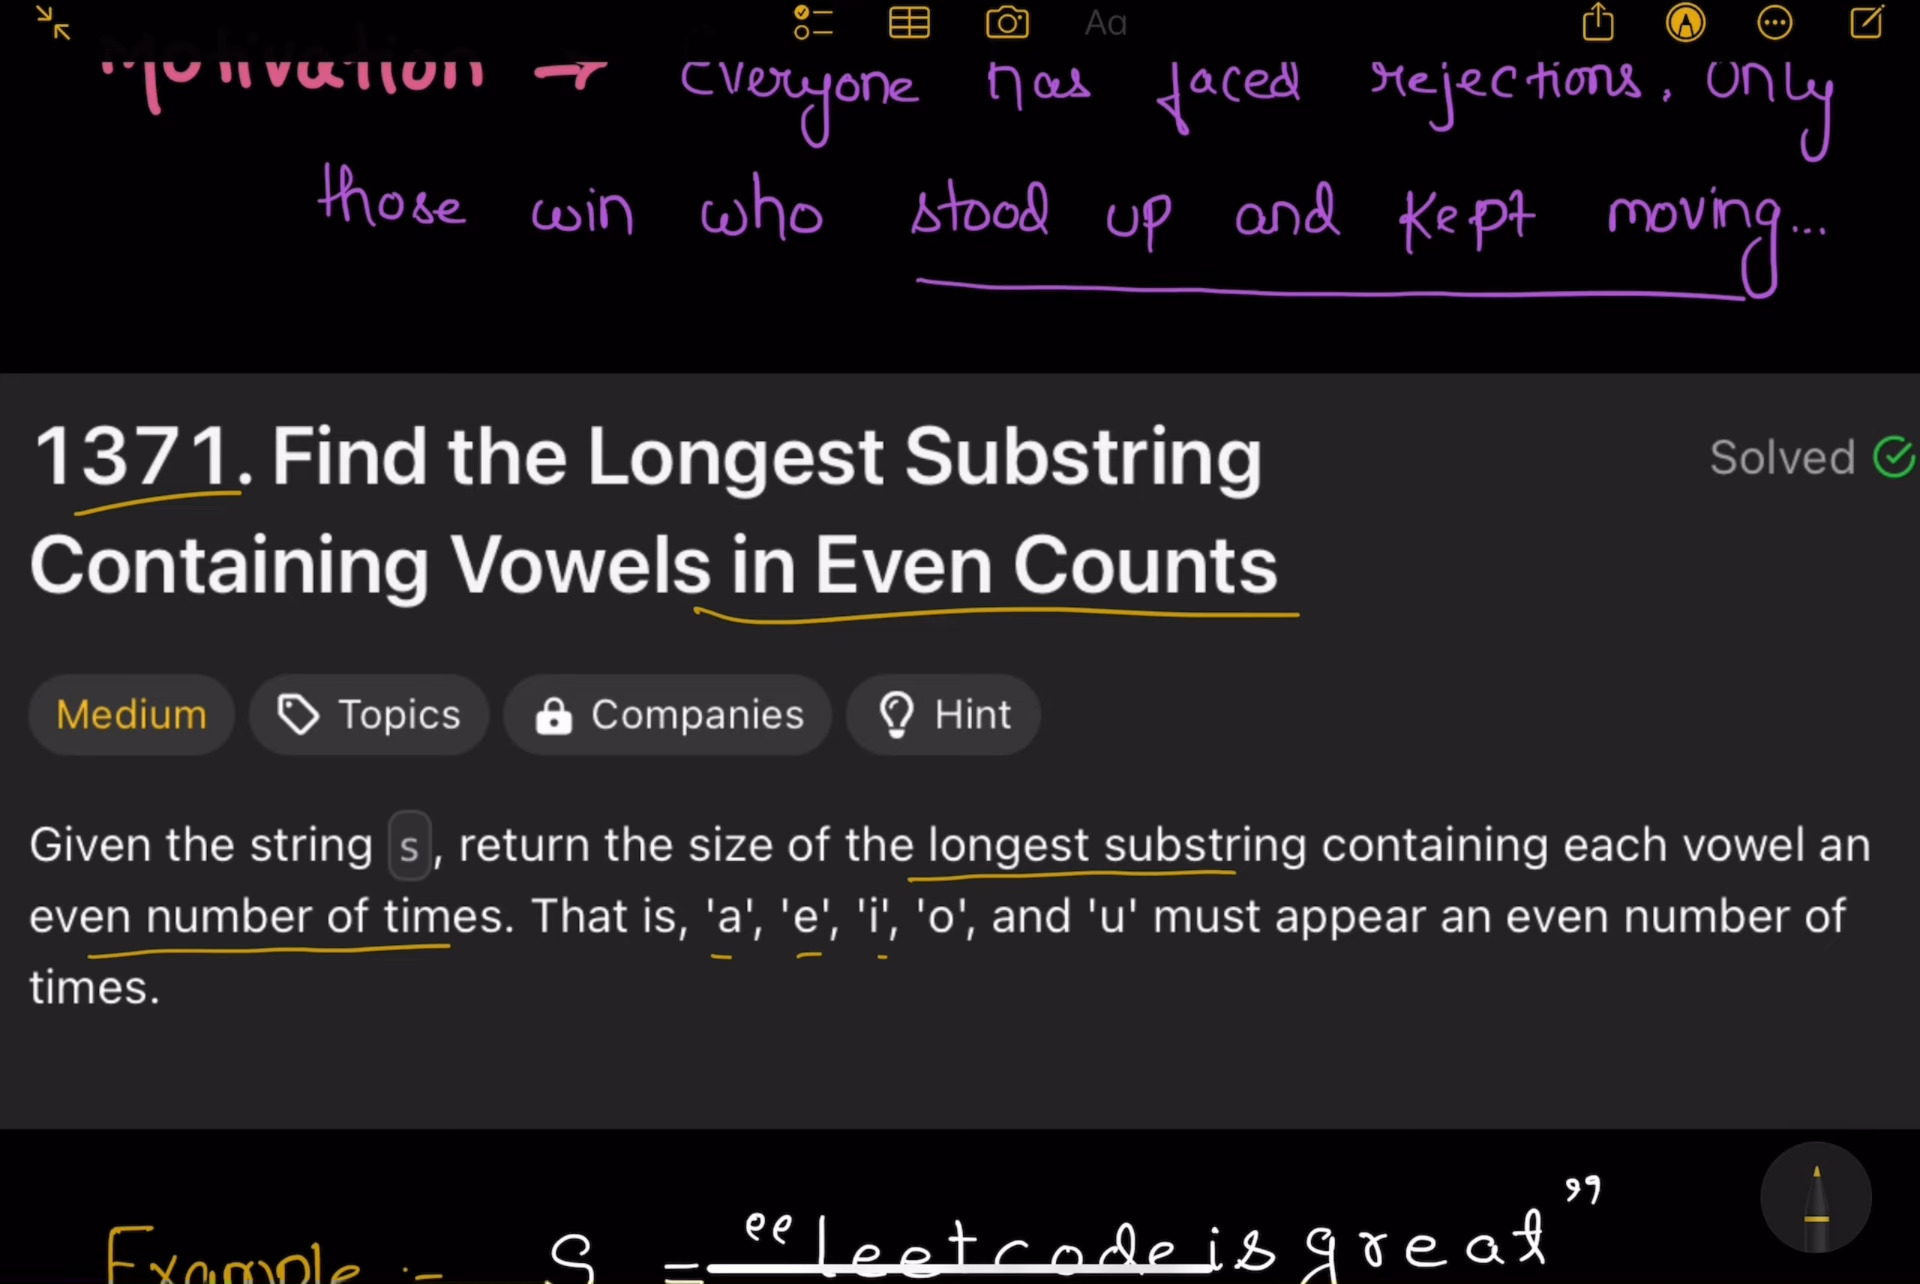 Aa
Motivation → Everyone has faced rejections. Only
those win who stood up and kept moving...
1371. Find the Longest Substring
Solved
Containing Vowels in Even Counts
Medium Topics Companies Hint
Given the string s, return the size of the longest substring containing each vowel an
even number of times. That is, 'a', 'e', 'i', 'o', and 'u' must appear an even number of
times.
Example :- S = "leetcodeisgreat"